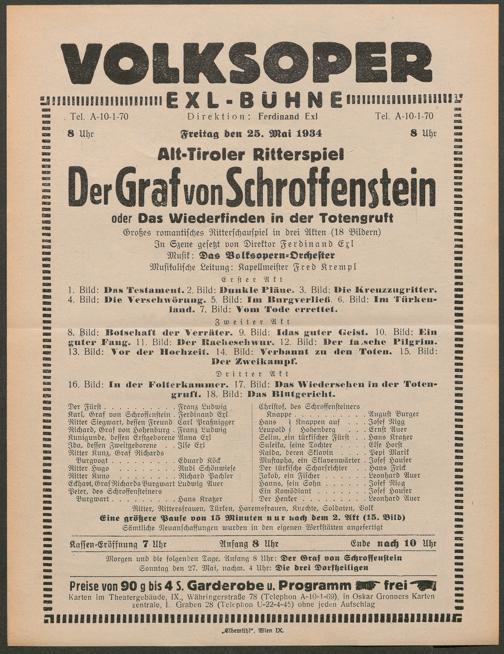 VOLKSOPER
EXL-BÜHNE
Tel. A-10-1-70 Direktion: Ferdinand Exl Tel. A-10-1-70
8 Uhr Freitag den 25. Mai 1934 8 Uhr
Alt-Tiroler Ritterspiel
Der Graf von Schroffenstein
oder Das Wiederfinden in der Totengruft
Großes romantisches Ritterschauspiel in drei Akten (18 Bildern)
In Szene gesetzt von Direktor Ferdinand Exl
Musik: Das Volksopern-Orchester
Musikalische Leitung: Kapellmeister Fred Krempl
Erster Akt
1. Bild: Das Testament. 2. Bild: Dunkle Pläne. 3. Bild: Die Kreuzzugritter.
4. Bild: Die Verschwörung. 5. Bild: Im Burgverließ. 6. Bild: Im Türken-
land. 7. Bild: Vom Tode errettet.
Zweiter Akt
8. Bild: Botschaft der Verräter. 9. Bild: Idas guter Geist. 10. Bild: Ein
guter Fang. 11. Bild: Der Racheschwur. 12. Bild: Der falsche Pilgrim.
13. Bild: Vor der Hochzeit. 14. Bild: Verbannt zu den Toten. 15. Bild:
Der Zweikampf.
Dritter Akt
16. Bild: In der Folterkammer. 17. Bild: Das Wiedersehen in der Toten-
gruft. 18. Bild: Das Blutgericht.
Der Fürst . . . Franz Ludwig
Karl, Graf von Schroffenstein . Ferdinand Exl
Ritter Siegwart, dessen Freund Carl Praßnigger
Richard, Graf von Hohenburg . Franz Ludwig
Kunigunde, dessen Erstgeborene Anna Exl
Ida, dessen Zweitgeborene . . Ilse Exl
Ritter Kunz, Graf Richards
Burgvogt . . . Eduard Köck
Ritter Hugo . . . Rudi Schönwiese
Ritter Kuno . . . Richard Pachler
Eckhart, Graf Richards Burgwart Ludwig Auer
Peter, des Schroffensteiners
Burgwart . . . Hans Kratzer
Christof, des Schroffensteiners
Knappe . . . August Burger
Hans } Knappen auf . . Josef Rigg
Leupold } Hohenberg . . Ernst Auer
Selim, ein türkischer Fürst . . Hans Kratzer
Suleika, seine Tochter . . Else Horst
Naida, deren Sklavin . . Pepi Marik
Mustapha, ein Sklavenwärter . Josef Hauser
Der türkische Scharfrichter . . Hans Frick
Jakob, ein Fischer . . . Leonhard Auer
Hanns, sein Sohn . . . Josef Rigg
Ein Komödiant . . . Josef Hauser
Der Henker . . . Leonhard Auer
Ritter, Ritterfrauen, Türken, Haremsfrauen, Knechte, Soldaten, Volk
Eine größere Pause von 15 Minuten nur nach dem 2. Akt (15. Bild)
Sämtliche Neuanschaffungen wurden in den eigenen Werkstätten angefertigt
Kassen-Eröffnung 7 Uhr Anfang 8 Uhr Ende nach 10 Uhr
Morgen und die folgenden Tage. Anfang 8 Uhr: Der Graf von Schroffenstein
Sonntag den 27. Mai, nachm. 4 Uhr: Die drei Dorfheiligen
Preise von 90 g bis 4 S. Garderobe u. Programm frei
Karten im Theatergebäude, IX., Währingerstraße 78 (Telephon A-10-1-69), in Oskar Gronners Karten
zentrale, I. Graben 28 (Telephon U-22-4-45) ohne jeden Aufschlag
„Elbemühl", Wien IX.